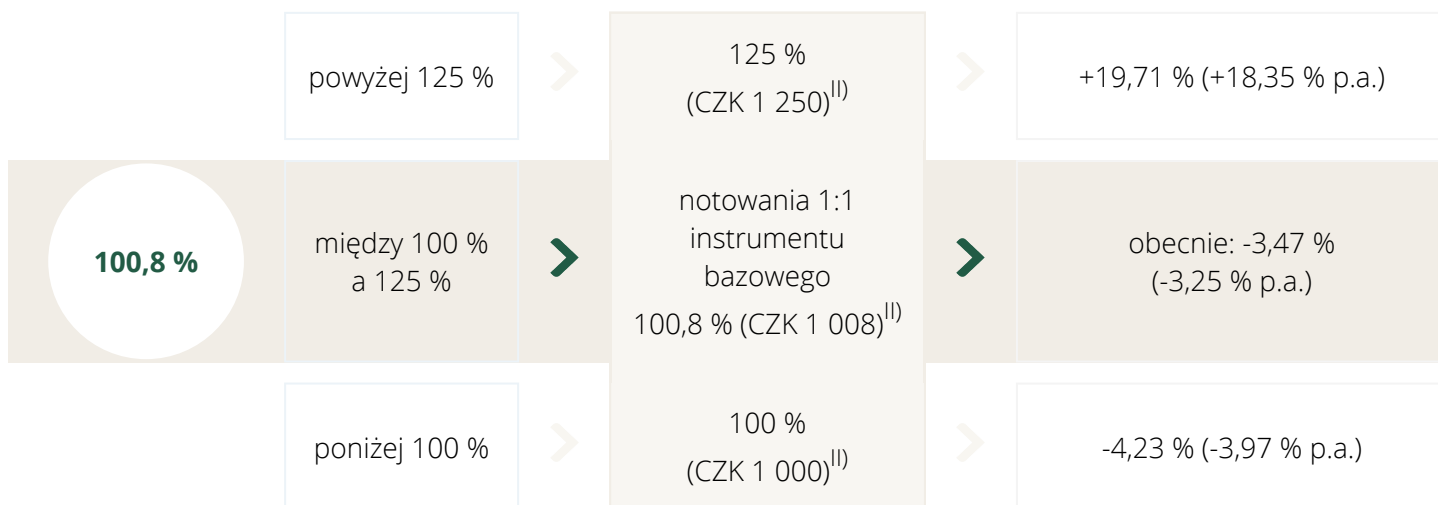 powyżej 125 %
125 %
(CZK 1 250)II)
+19,71 % (+18,35 % p.a.)
100,8 %
między 100 %
a 125 %
notowania 1:1
instrumentu
bazowego
100,8 % (CZK 1 008)II)
obecnie: -3,47 %
(-3,25 % p.a.)
poniżej 100 %
100 %
(CZK 1 000)II)
-4,23 % (-3,97 % p.a.)